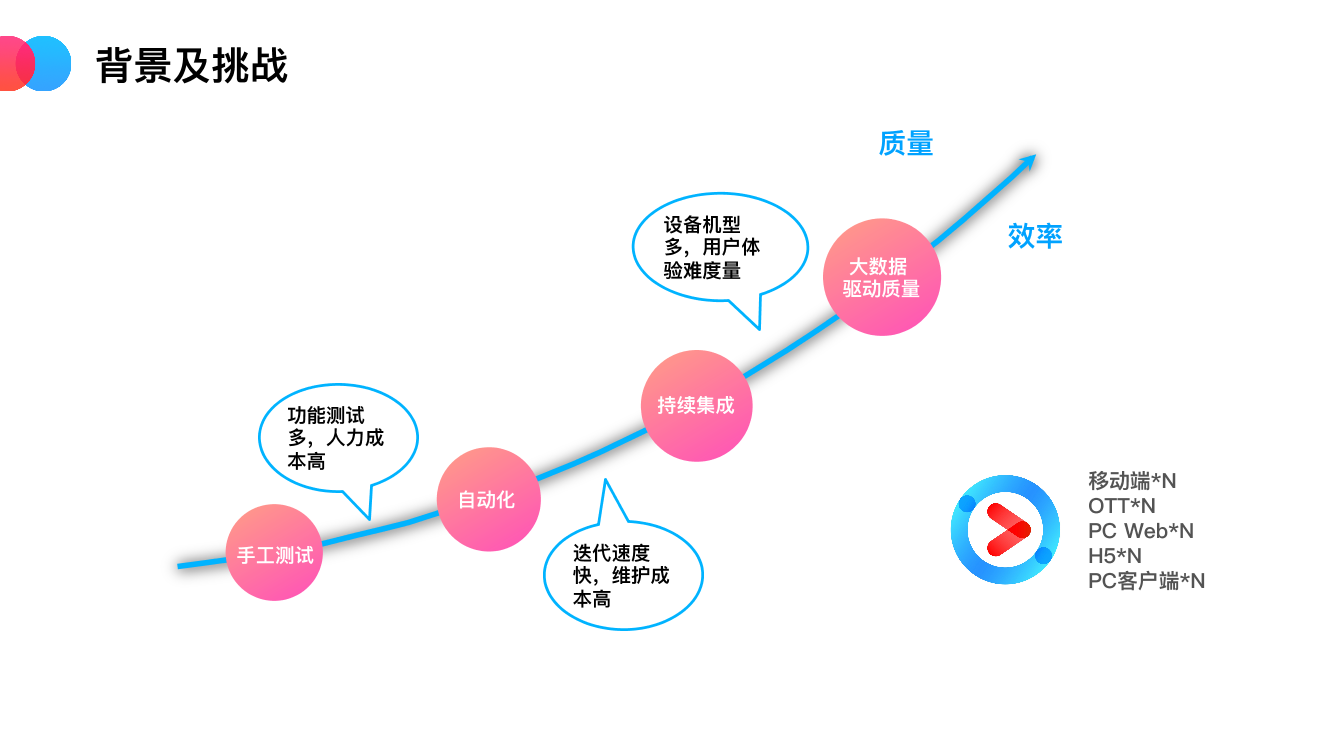 背景及挑战
质量
效率
设备机型
多，用户体
验难度量
大数据
驱动质量
持续集成
功能测试
多，人力成
本高
自动化
手工测试
迭代速度
快，维护成
本高
移动端*N
OTT*N
PC Web*N
H5*N
PC客户端*N